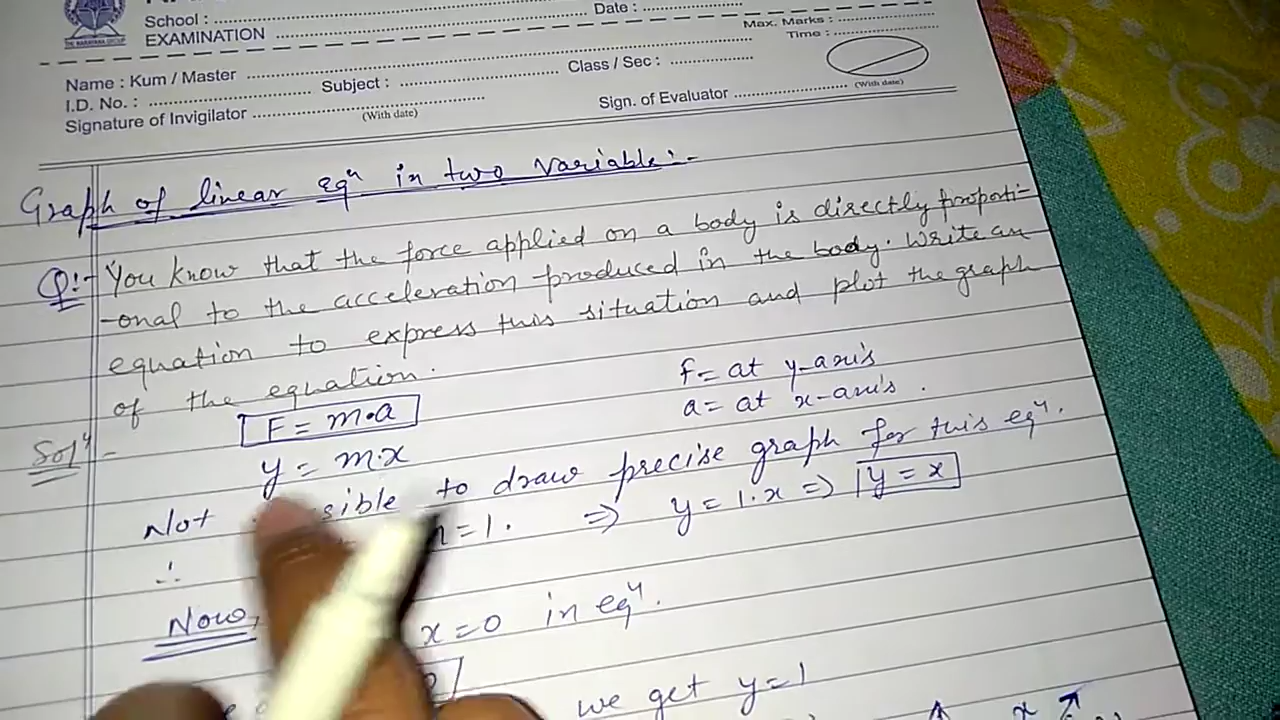 School :
Date :
EXAMINATION
Max. Marks :
Time :
Name : Kum / Master
Subject :
Class / Sec :
I.D. No. :
(With date)
Signature of Invigilator
(With date)
Sign. of Evaluator
Graph of linear eqⁿ in two variable:-
Q:- You know that the force applied on a body is directly proporti-
-onal to the acceleration produced in the body. Write an
equation to express this situation and plot the graph
of the equation.
F = at y-axis
a = at x-axis.
Solⁿ- F = m·a
y = m·x
Not to draw precise graph for this eqⁿ.
∴ = 1. ⇒ y = 1·x ⇒ y = x
Now, x = 0 in eqⁿ.
we get y = 1
x